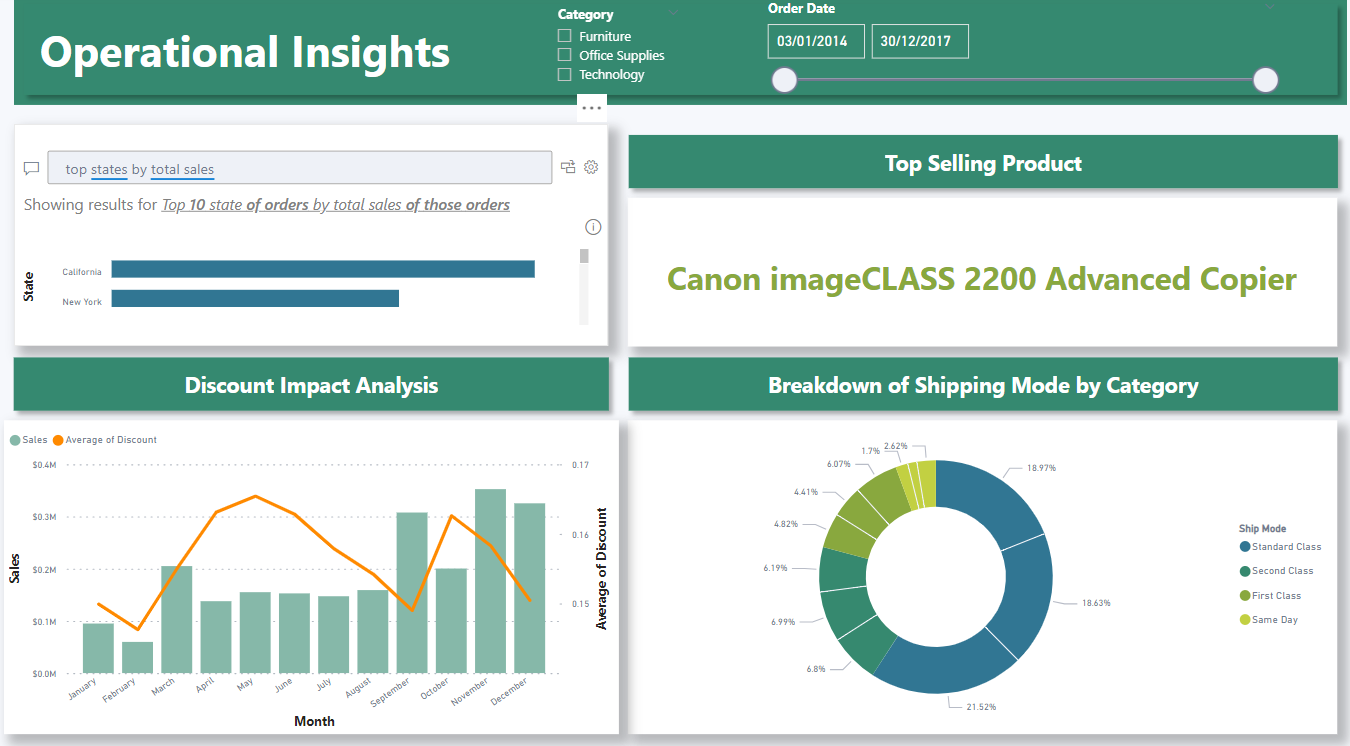 Operational Insights
Category
Furniture
Office Supplies
Technology
Order Date
03/01/2014
30/12/2017
top states by total sales
Showing results for Top 10 state of orders by total sales of those orders
State
California
New York
Top Selling Product
Canon imageCLASS 2200 Advanced Copier
Discount Impact Analysis
Sales
Average of Discount
$0.4M
$0.3M
$0.2M
$0.1M
$0.0M
Sales
0.17
0.16
0.15
Average of Discount
January
February
March
April
May
June
July
August
September
October
November
December
Month
Breakdown of Shipping Mode by Category
18.97%
18.63%
21.52%
6.8%
6.99%
6.19%
4.82%
4.41%
6.07%
1.7%
2.62%
Ship Mode
Standard Class
Second Class
First Class
Same Day